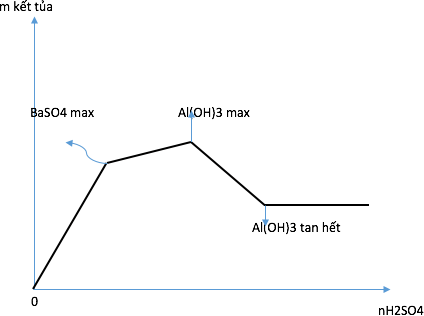 m kết tủa
BaSO4 max
Al(OH)3 max
Al(OH)3 tan hết
0
nH2SO4